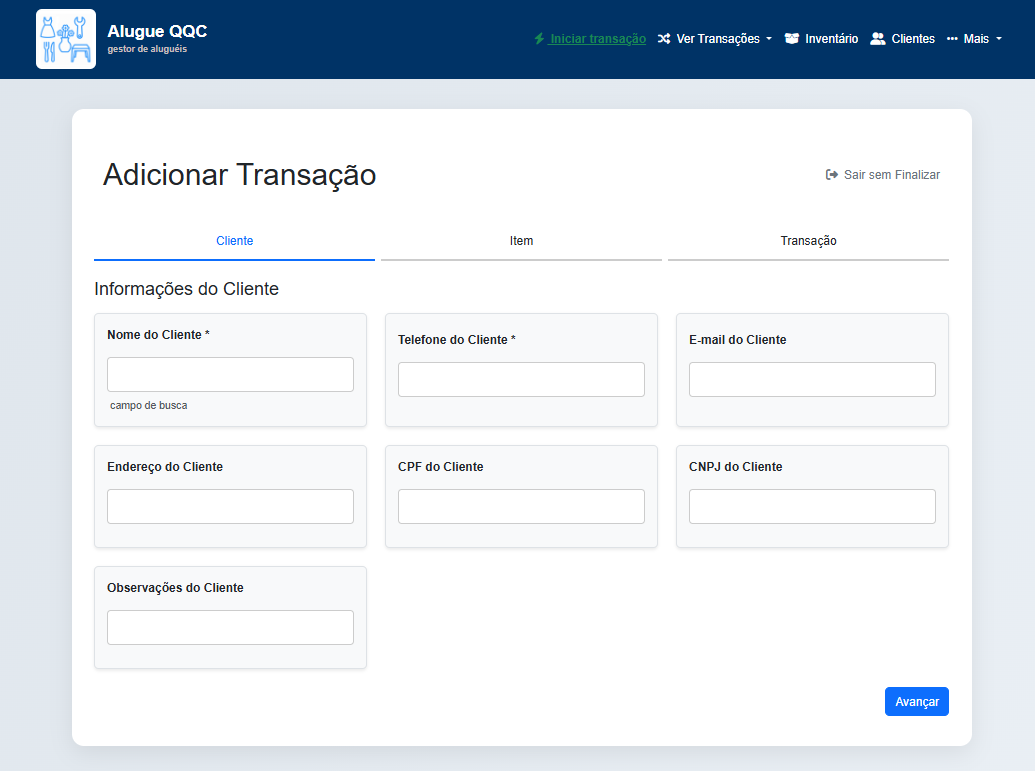 Alugue QQC
gestor de aluguéis
Iniciar transação
Ver Transações
Inventário
Clientes
Mais
Adicionar Transação
Sair sem Finalizar
Cliente
Item
Transação
Informações do Cliente
Nome do Cliente *
Telefone do Cliente *
E-mail do Cliente
campo de busca
Endereço do Cliente
CPF do Cliente
CNPJ do Cliente
Observações do Cliente
Avançar